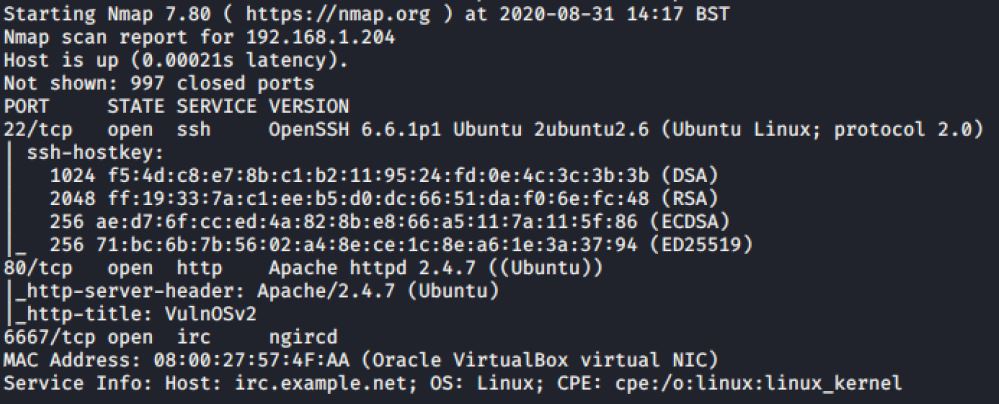 Starting Nmap 7.80 ( https://nmap.org ) at 2020-08-31 14:17 BST
Nmap scan report for 192.168.1.204
Host is up (0.00021s latency).
Not shown: 997 closed ports
PORT     STATE SERVICE VERSION
22/tcp   open  ssh     OpenSSH 6.6.1p1 Ubuntu 2ubuntu2.6 (Ubuntu Linux; protocol 2.0)
| ssh-hostkey:
|   1024 f5:4d:c8:e7:8b:c1:b2:11:95:24:fd:0e:4c:3c:3b:3b (DSA)
|   2048 ff:19:33:7a:c1:ee:b5:d0:dc:66:51:da:f0:6e:fc:48 (RSA)
|   256 ae:d7:6f:cc:ed:4a:82:8b:e8:66:a5:11:7a:11:5f:86 (ECDSA)
|_  256 71:bc:6b:7b:56:02:a4:8e:ce:1c:8e:a6:1e:3a:37:94 (ED25519)
80/tcp   open  http    Apache httpd 2.4.7 ((Ubuntu))
|_http-server-header: Apache/2.4.7 (Ubuntu)
|_http-title: VulnOSv2
6667/tcp open  irc     ngircd
MAC Address: 08:00:27:57:4F:AA (Oracle VirtualBox virtual NIC)
Service Info: Host: irc.example.net; OS: Linux; CPE: cpe:/o:linux:linux_kernel